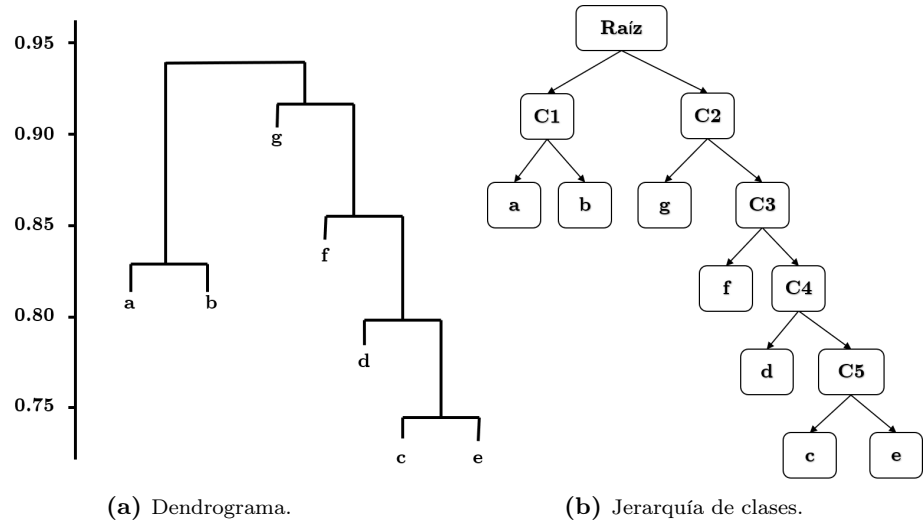 0.95
0.90
0.85
0.80
0.75
g
f
a
b
d
c
e
Raíz
C1
C2
a
b
g
C3
f
C4
d
C5
c
e
(a) Dendrograma.
(b) Jerarquía de clases.